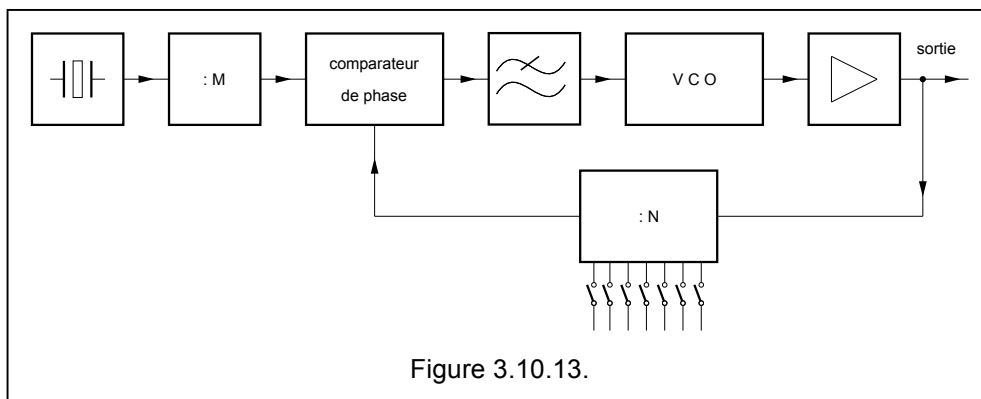 sortie
: M
comparateur
de phase
V C O
: N
Figure 3.10.13.